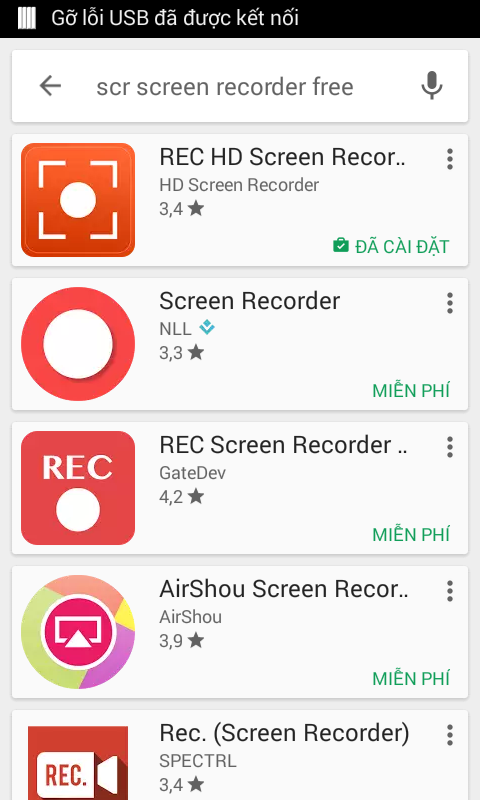 Gỡ lỗi USB đã được kết nối
scr screen recorder free
REC HD Screen Recor..
HD Screen Recorder
3,4
ĐÃ CÀI ĐẶT
Screen Recorder
NLL
3,3
MIỄN PHÍ
REC
REC Screen Recorder ..
GateDev
4,2
MIỄN PHÍ
AirShou Screen Recor..
AirShou
3,9
MIỄN PHÍ
REC.
Rec. (Screen Recorder)
SPECTRL
3,4